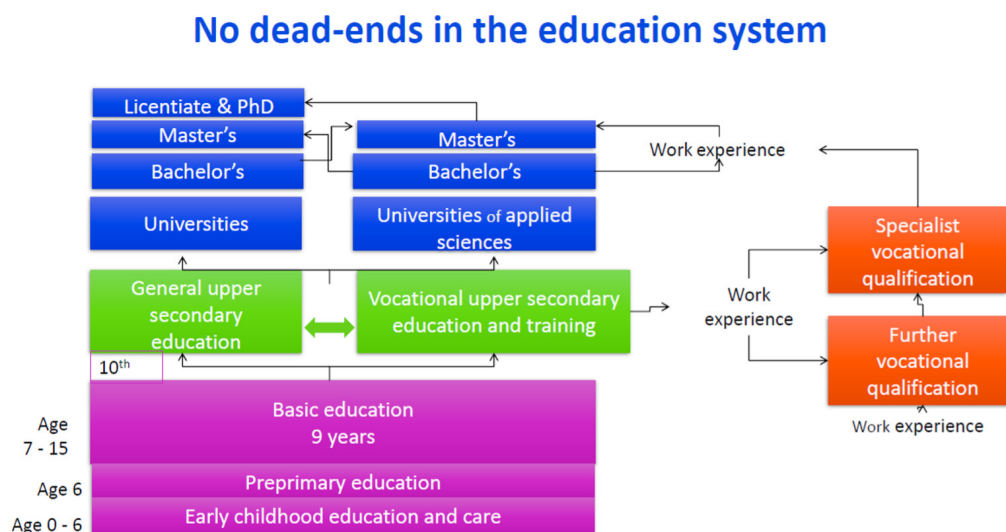 No dead-ends in the education system
Licentiate & PhD
Master's
Bachelor's
Universities
Master's
Bachelor's
Universities of applied
sciences
Work experience
Specialist
vocational
qualification
General upper
secondary
education
Vocational upper secondary
education and training
Work
experience
Further
vocational
qualification
Work experience
10th
Basic education
9 years
Age
7 - 15
Preprimary education
Age 6
Early childhood education and care
Age 0 - 6